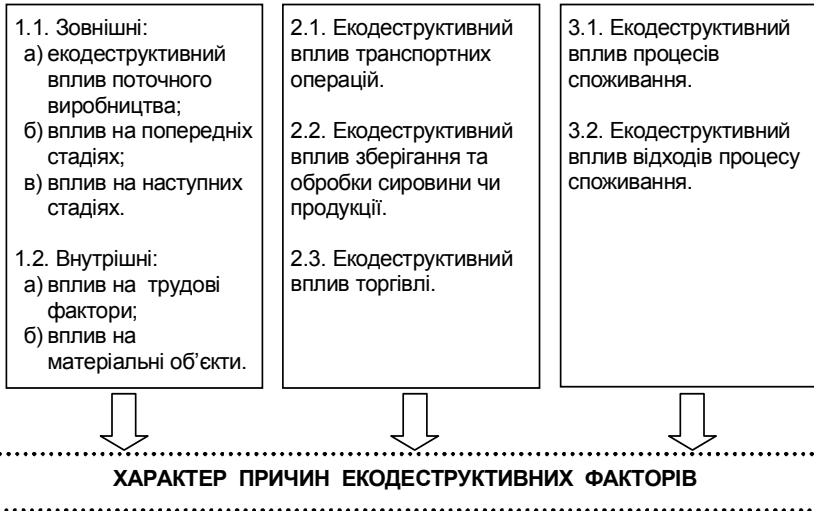 1.1. Зовнішні:
а) екодеструктивний
вплив поточного
виробництва;
б) вплив на попередніх
стадіях;
в) вплив на наступних
стадіях.
1.2. Внутрішні:
а) вплив на трудові
фактори;
б) вплив на
матеріальні об’єкти.
2.1. Екодеструктивний
вплив транспортних
операцій.
2.2. Екодеструктивний
вплив зберігання та
обробки сировини чи
продукції.
2.3. Екодеструктивний
вплив торгівлі.
3.1. Екодеструктивний
вплив процесів
споживання.
3.2. Екодеструктивний
вплив відходів процесу
споживання.
ХАРАКТЕР ПРИЧИН ЕКОДЕСТРУКТИВНИХ ФАКТОРІВ